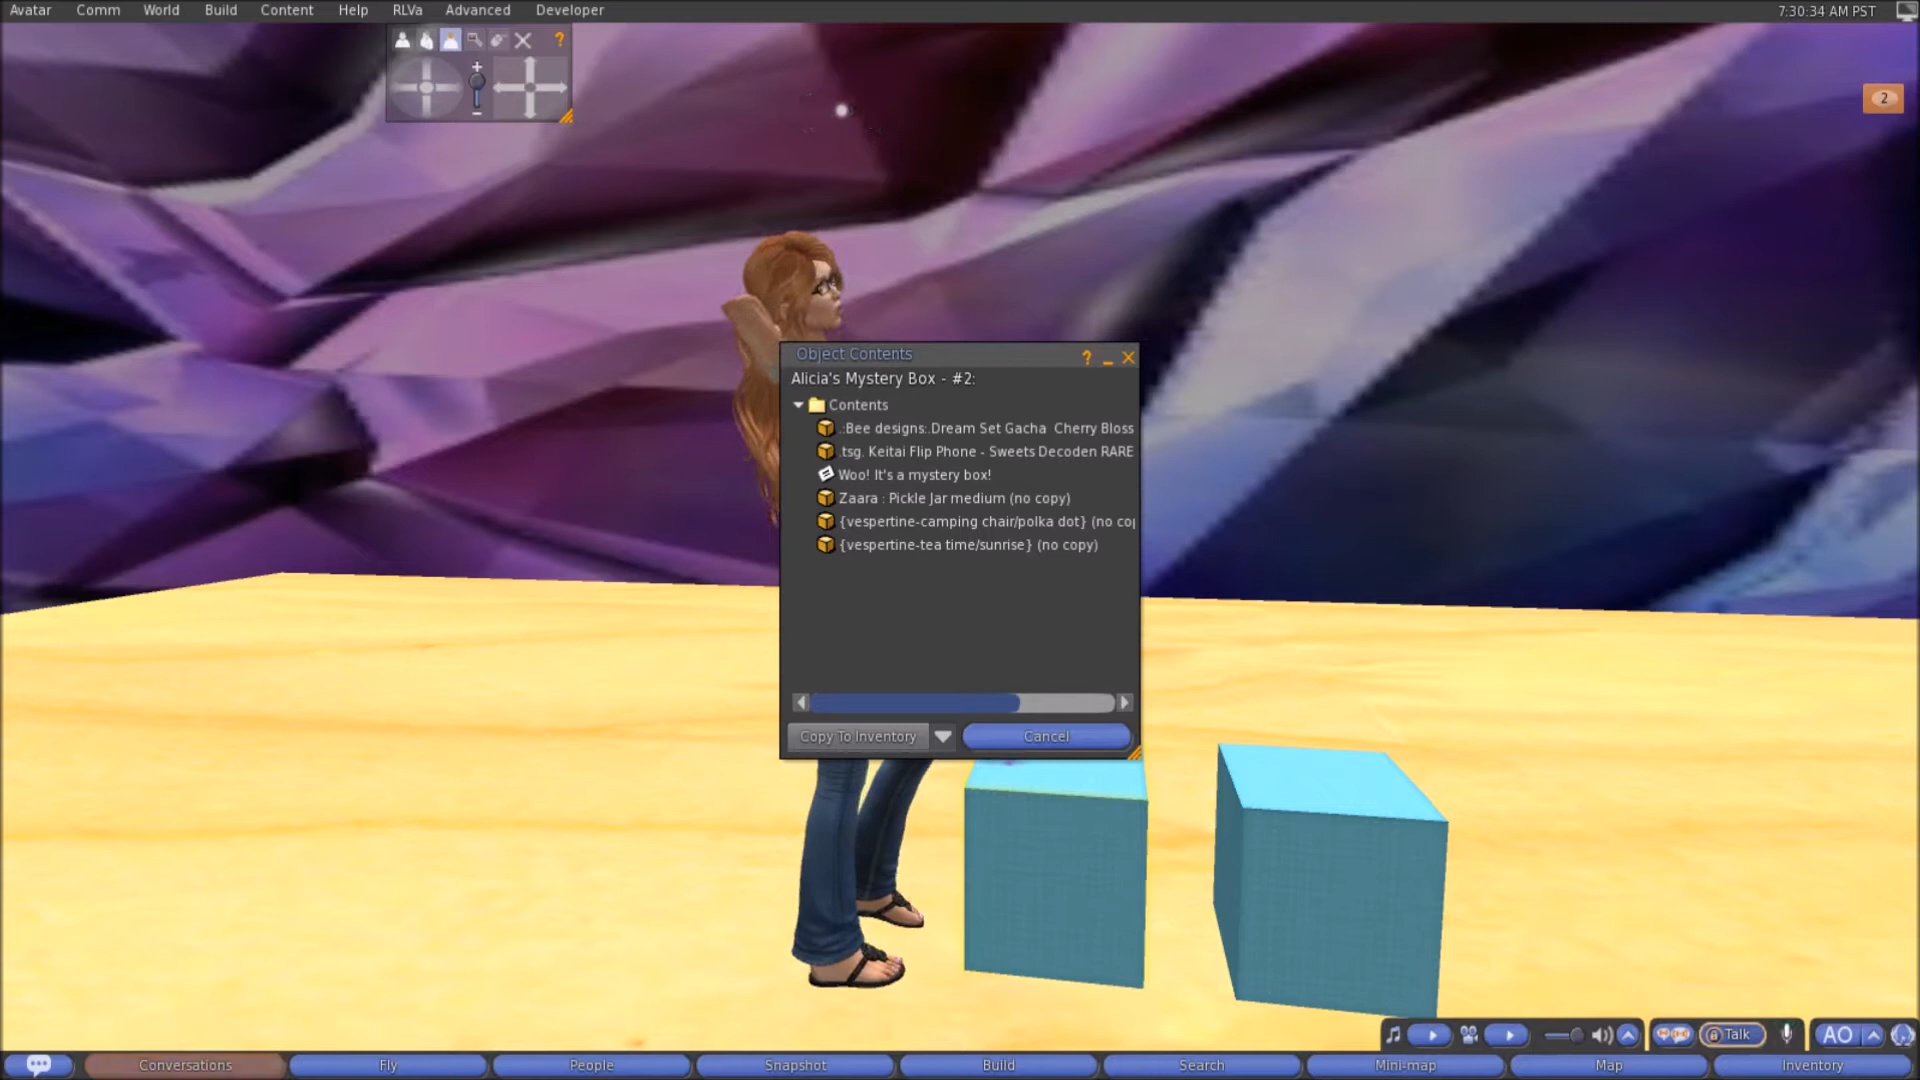 Avatar Comm World Build Content Help RLVa Advanced Developer 7:30:34 AM PST
?
2
Object Contents ?
Alicia's Mystery Box - #2:
Contents
.:Bee designs:.Dream Set Gacha  Cherry Bloss
.tsg. Keitai Flip Phone - Sweets Decoden RARE
Woo! It's a mystery box!
Zaara : Pickle Jar medium (no copy)
{vespertine-camping chair/polka dot} (no cop
{vespertine-tea time/sunrise} (no copy)
Copy To Inventory Cancel
Talk AO
Conversations Fly People Snapshot Build Search Mini-map Map Inventory